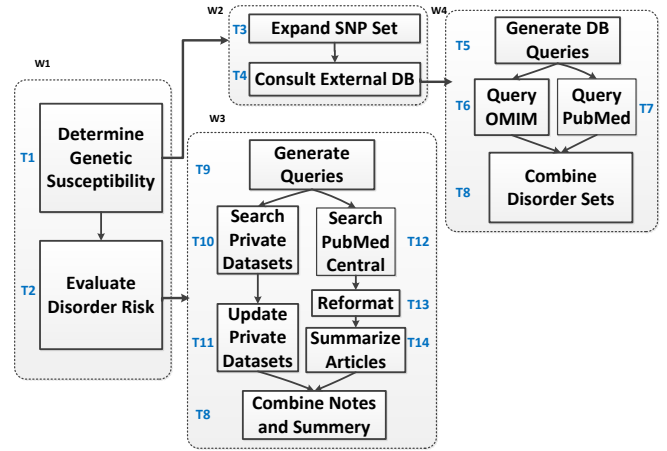 W1
T1
Determine
Genetic
Susceptibility
T2
Evaluate
Disorder Risk
W2
T3
Expand SNP Set
T4
Consult External DB
W4
T5
Generate DB
Queries
T6
Query
OMIM
Query
PubMed
T7
T8
Combine
Disorder Sets
W3
T9
Generate
Queries
T10
Search
Private
Datasets
Search
PubMed
Central
T12
Reformat
T13
T11
Update
Private
Datasets
Summarize
Articles
T14
T8
Combine Notes
and Summery